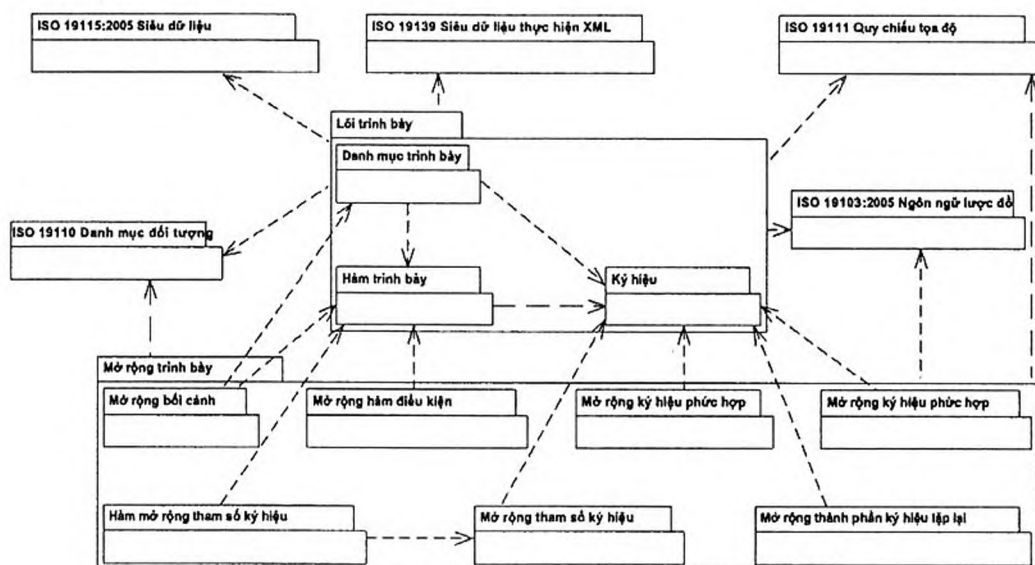 ISO 19115:2005 Siêu dữ liệu
ISO 19139 Siêu dữ liệu thực hiện XML
ISO 19111 Quy chiếu tọa độ
Lõi trình bày
Danh mục trình bày
ISO 19103:2005 Ngôn ngữ lược đồ
ISO 19110 Danh mục đối tượng
Hàm trình bày
Ký hiệu
Mở rộng trình bày
Mở rộng bối cảnh
Mở rộng hàm điều kiện
Mở rộng ký hiệu phức hợp
Mở rộng ký hiệu phức hợp
Hàm mở rộng tham số ký hiệu
Mở rộng tham số ký hiệu
Mở rộng thành phần ký hiệu lặp lại